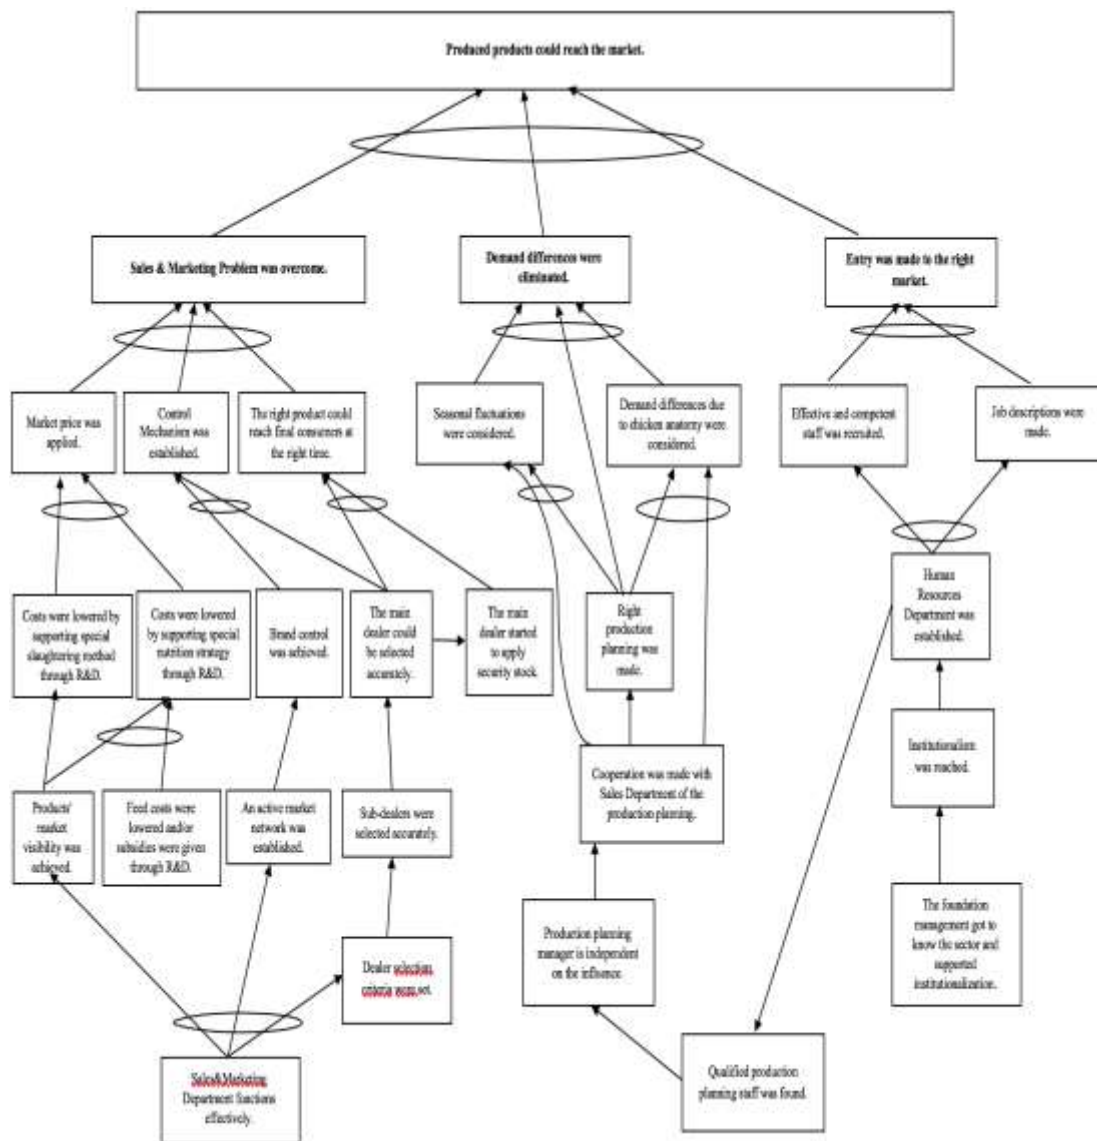 Produced products could reach the market.
Sales & Marketing Problem was overcome.
Demand differences were
eliminated.
Entry was made to the right
market.
Market price was
applied.
Control
Mechanism was
established.
The right product could
reach final consumers at
the right time.
Seasonal fluctuations
were considered.
Demand differences due
to chicken anatomy were
considered.
Effective and competent
staff was recruited.
Job descriptions were
made.
Costs were lowered by
supporting special
slaughtering method
through R&D.
Costs were lowered
by supporting special
nutrition strategy
through R&D.
Brand control
was achieved.
The main
dealer could
be selected
accurately.
The main
dealer started
to apply
security stock.
Right
production
planning was
made.
Human
Resources
Department was
established.
Institutionalism
was reached.
Cooperation was made with
Sales Department of the
production planning.
Products'
market
visibility was
achieved.
Feed costs were
lowered and/or
subsidies were given
through R&D.
An active market
network was
established.
Sub-dealers were
selected accurately.
The foundation
management got to
know the sector and
supported
institutionalization.
Production planning
manager is independent
on the influence.
Dealer selection
criteria were set.
Qualified production
planning staff was found.
Sales&Marketing
Department functions
effectively.